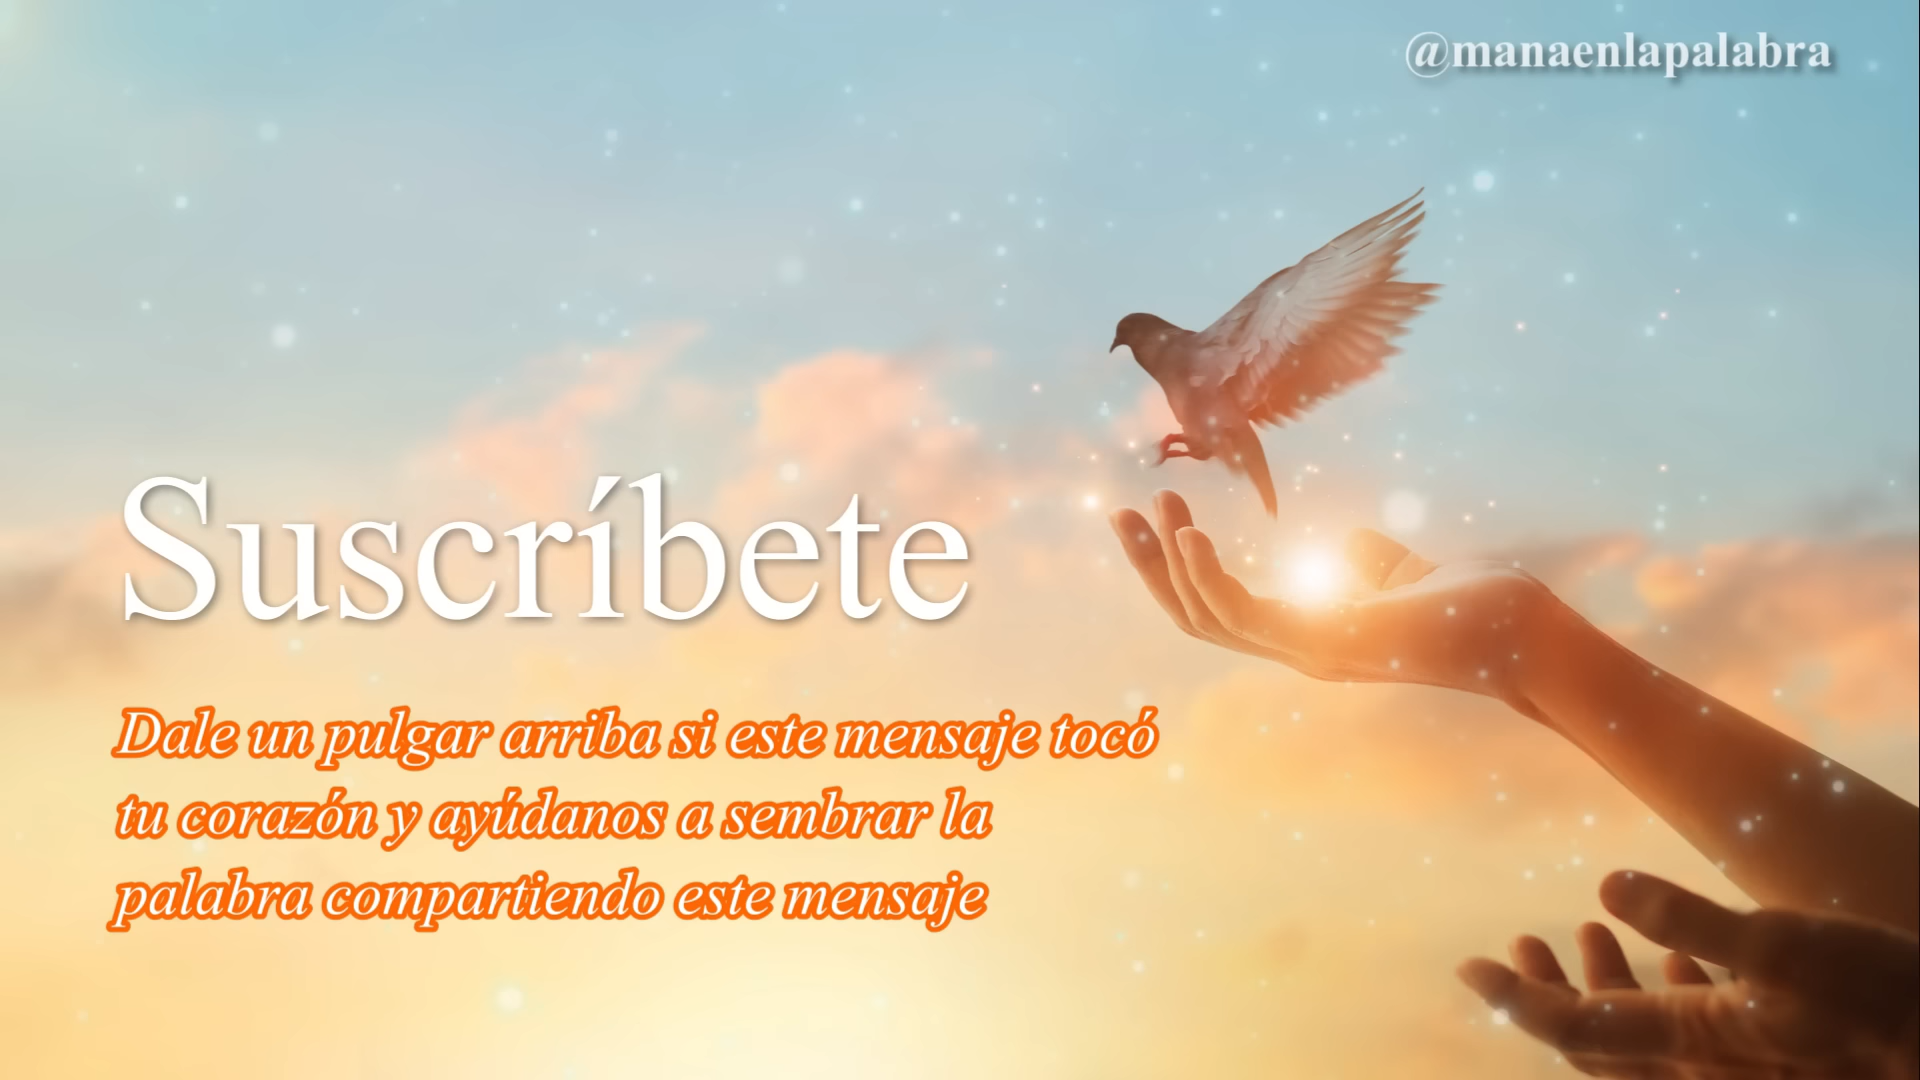 @manaenlapalabra
Suscríbete
Dale un pulgar arriba si este mensaje tocó
tu corazón y ayúdanos a sembrar la
palabra compartiendo este mensaje